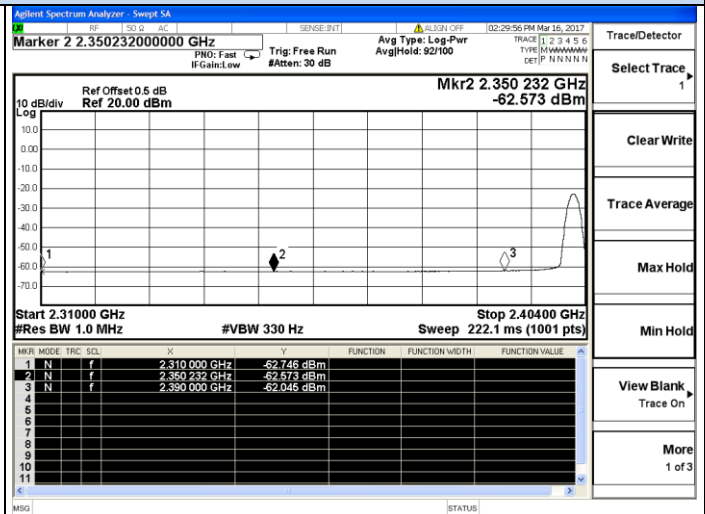 Agilent Spectrum Analyzer - Swept SA
RF 50 Ω AC SENSE:INT ALIGN OFF 02:29:56 PM Mar 16, 2017
Marker 2 2.350232000000 GHz
PNO: Fast
IFGain:Low
Trig: Free Run
#Atten: 30 dB
Avg Type: Log-Pwr
Avg|Hold: 92/100
TRACE 1 2 3 4 5 6
TYPE MWWWWW
DET P N N N N N
Trace/Detector
Select Trace
1
Clear Write
Trace Average
Max Hold
Min Hold
View Blank
Trace On
More
1 of 3
Ref Offset 0.5 dB
10 dB/div Ref 20.00 dBm
Mkr2 2.350 232 GHz
-62.573 dBm
Log
10.0
0.00
-10.0
-20.0
-30.0
-40.0
-50.0
-60.0
-70.0
1 2 3
Start 2.31000 GHz Stop 2.40400 GHz
#Res BW 1.0 MHz #VBW 330 Hz Sweep 222.1 ms (1001 pts)
MKR MODE TRC SCL X Y FUNCTION FUNCTION WIDTH FUNCTION VALUE
1 N f 2.310 000 GHz -62.746 dBm
2 N f 2.350 232 GHz -62.573 dBm
3 N f 2.390 000 GHz -62.045 dBm
4
5
6
7
8
9
10
11
MSG STATUS